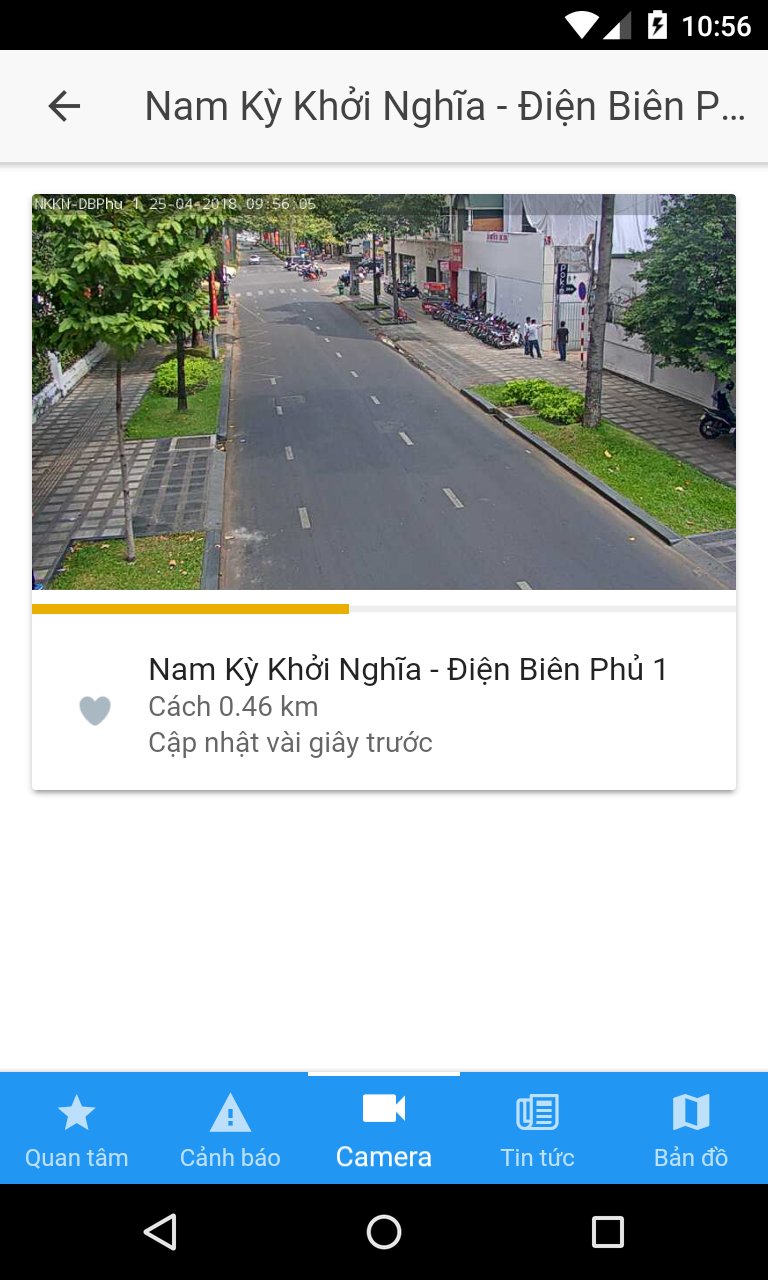 10:56
Nam Kỳ Khởi Nghĩa - Điện Biên P...
NKKN-DBPhu 1 25-04-2018 09:56:05
Nam Kỳ Khởi Nghĩa - Điện Biên Phủ 1
Cách 0.46 km
Cập nhật vài giây trước
Quan tâm
Cảnh báo
Camera
Tin tức
Bản đồ